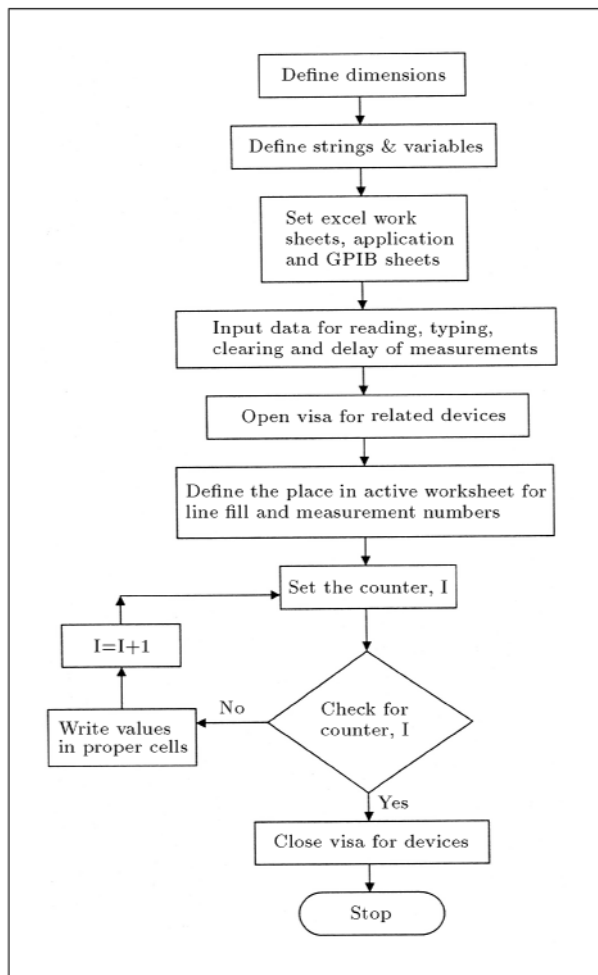 Define dimensions
Define strings & variables
Set excel work
sheets, application
and GPIB sheets
Input data for reading, typing,
clearing and delay of measurements
Open visa for related devices
Define the place in active worksheet for
line fill and measurement numbers
Set the counter, I
I=I+1
Write values
in proper cells
No
Check for
counter, I
Yes
Close visa for devices
Stop